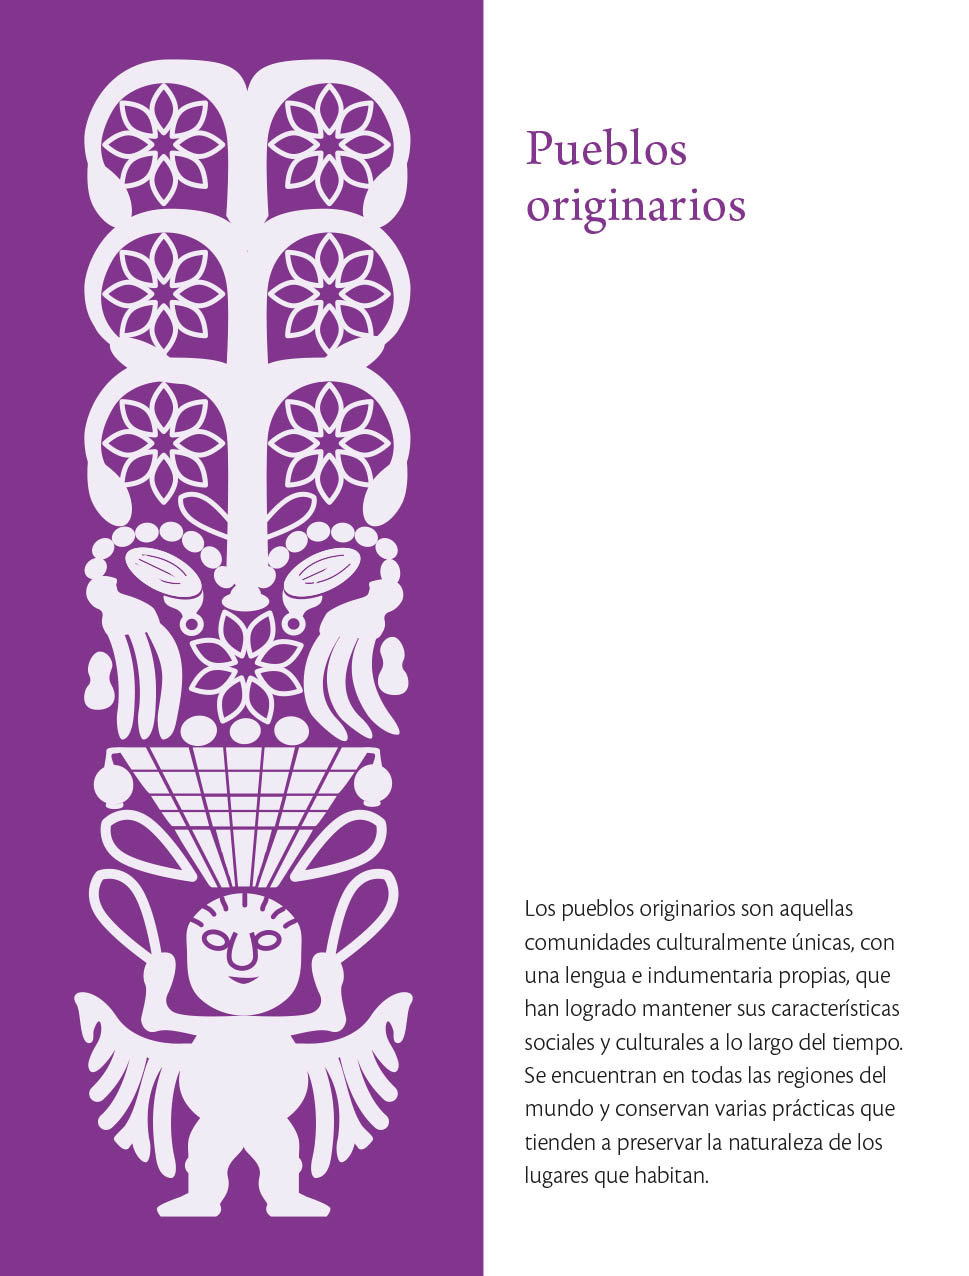 Pueblos
originarios
Los pueblos originarios son aquellas
comunidades culturalmente únicas, con
una lengua e indumentaria propias, que
han logrado mantener sus características
sociales y culturales a lo largo del tiempo.
Se encuentran en todas las regiones del
mundo y conservan varias prácticas que
tienden a preservar la naturaleza de los
lugares que habitan.